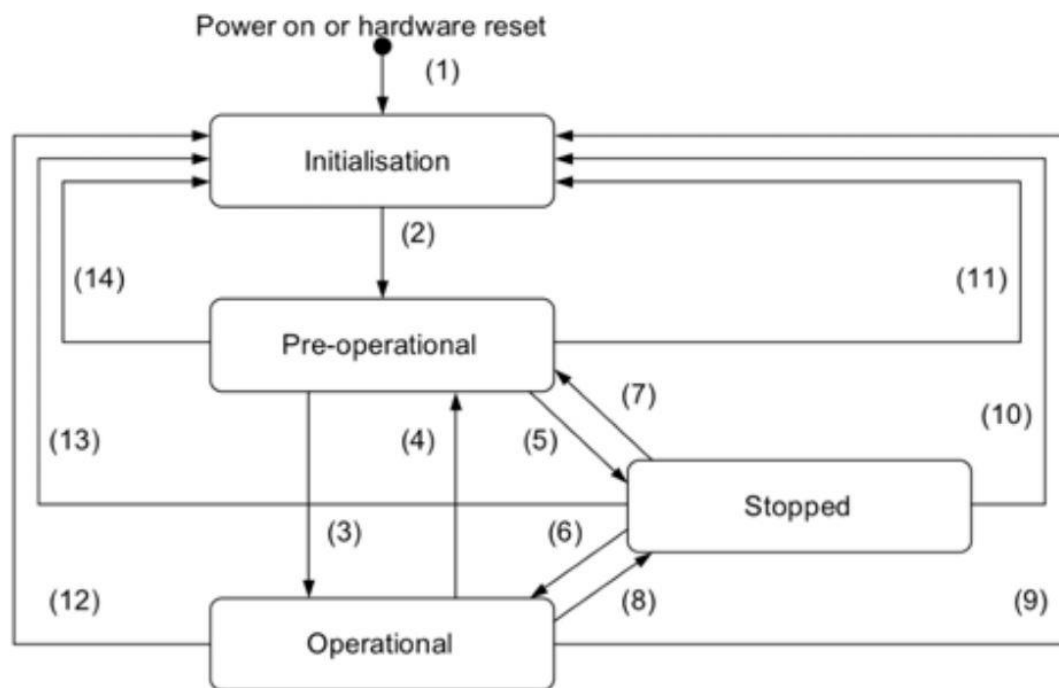 Power on or hardware reset
(1)
Initialisation
(2)
(14)
(11)
Pre-operational
(7)
(10)
(13)
(4)
(5)
Stopped
(3)
(6)
(12)
(8)
(9)
Operational